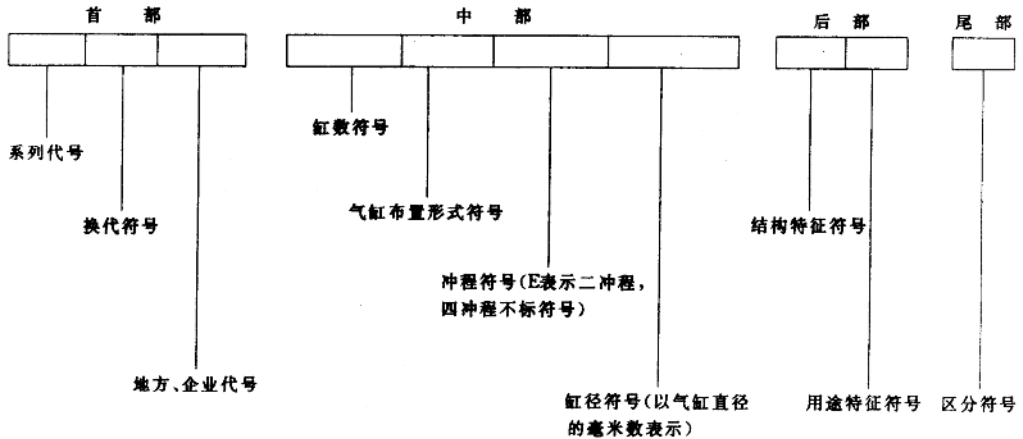 首 部
中 部
后 部
尾 部
缸数符号
系列代号
气缸布置形式符号
换代符号
结构特征符号
冲程符号(E表示二冲程，
四冲程不标符号)
地方、企业代号
缸径符号(以气缸直径
的毫米数表示)
用途特征符号
区分符号